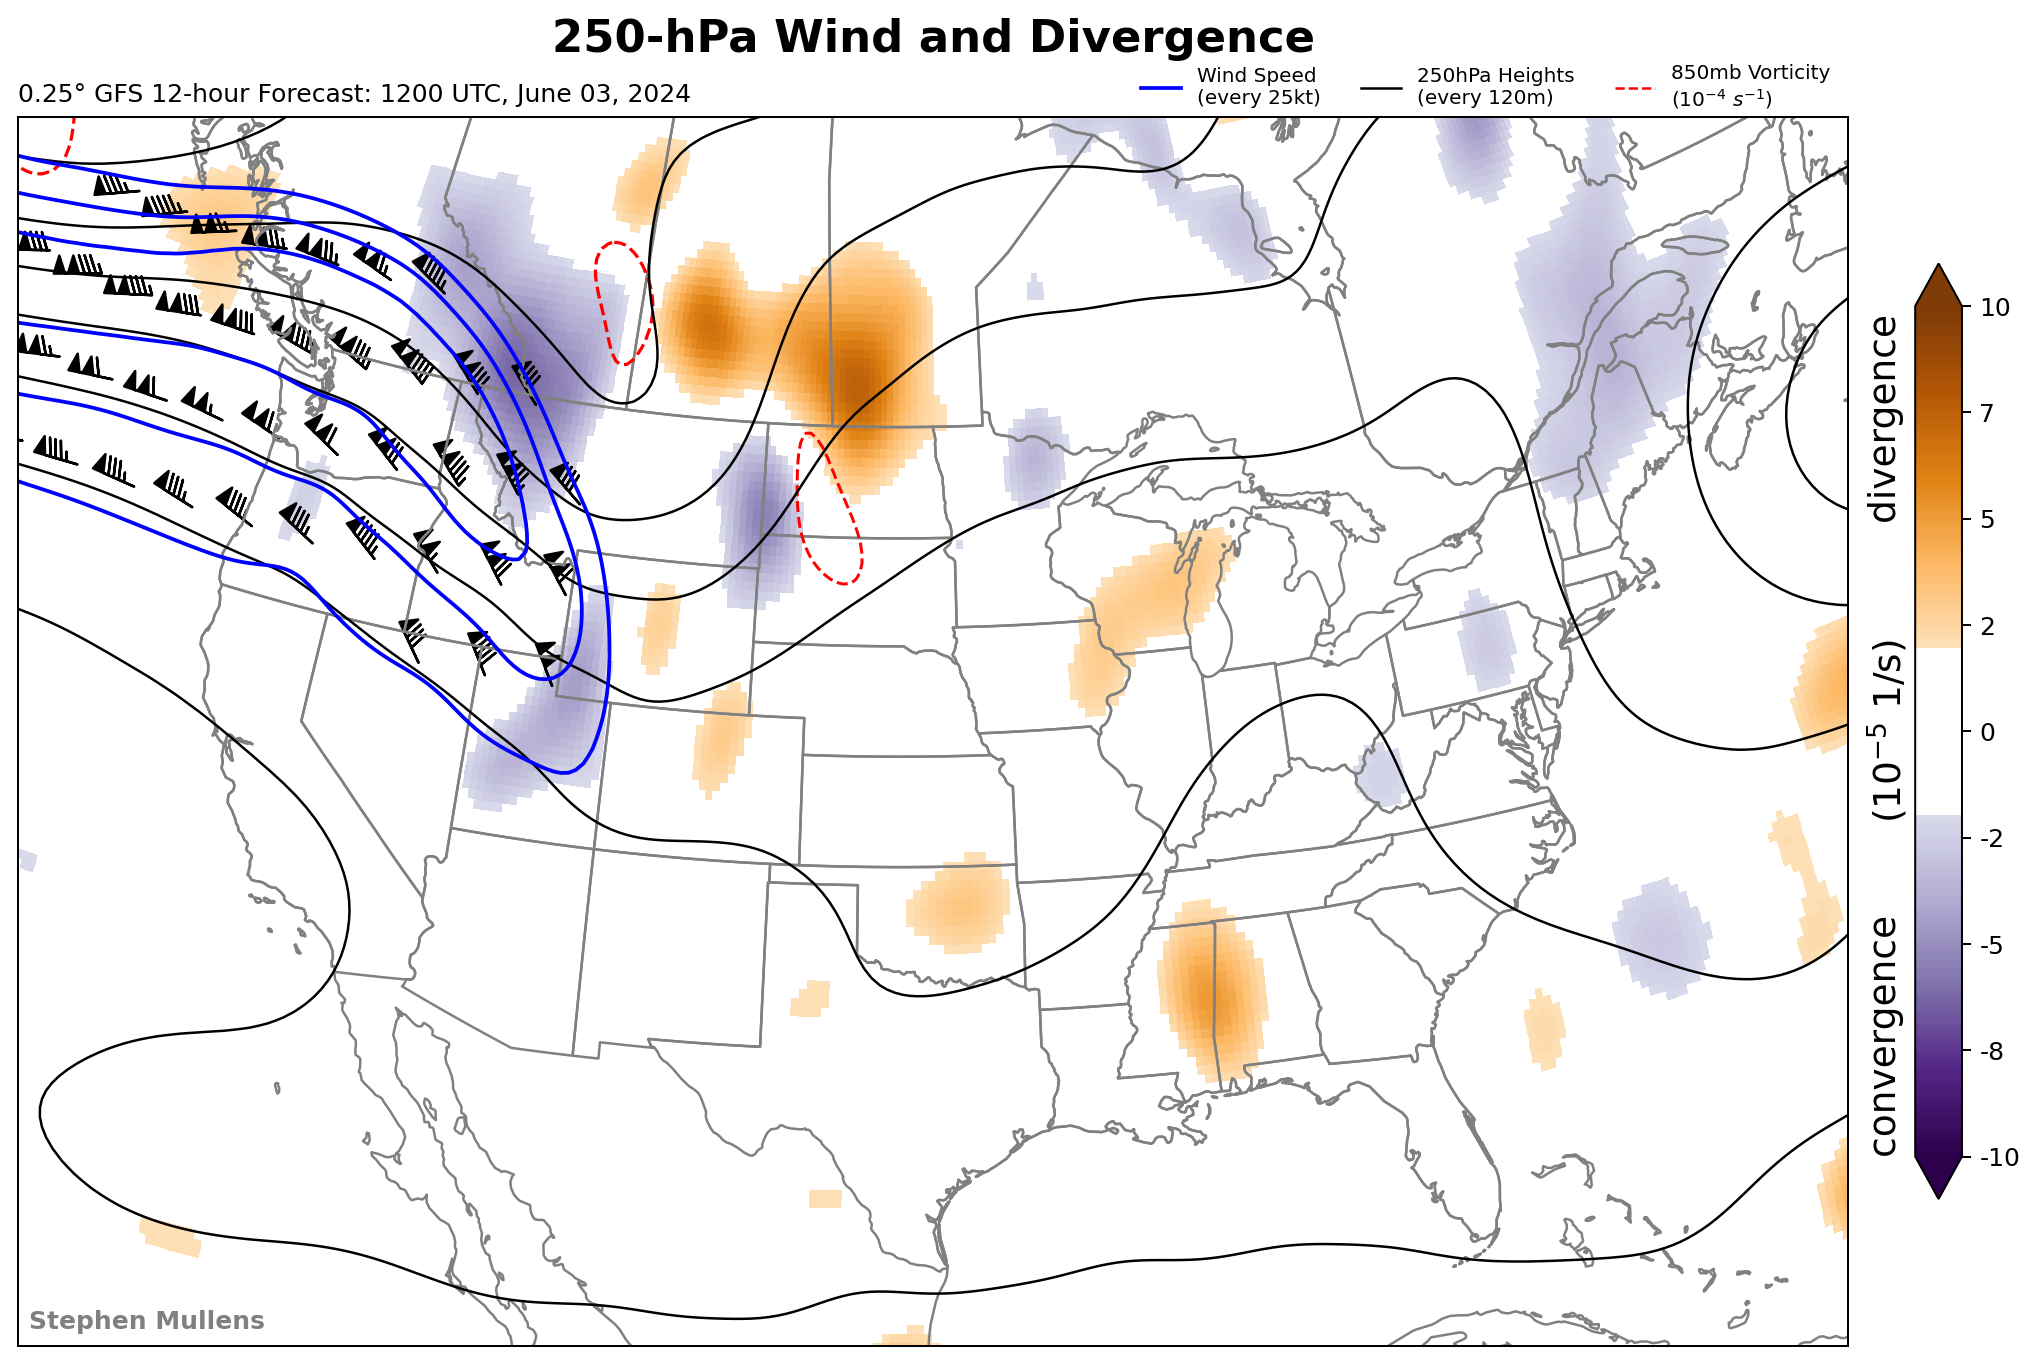 250-hPa Wind and Divergence
0.25° GFS 12-hour Forecast: 1200 UTC, June 03, 2024
Wind Speed
(every 25kt)
250hPa Heights
(every 120m)
850mb Vorticity
(10⁻⁴ s⁻¹)
10
7
5
2
0
-2
-5
-8
-10
convergence (10⁻⁵ 1/s) divergence
Stephen Mullens